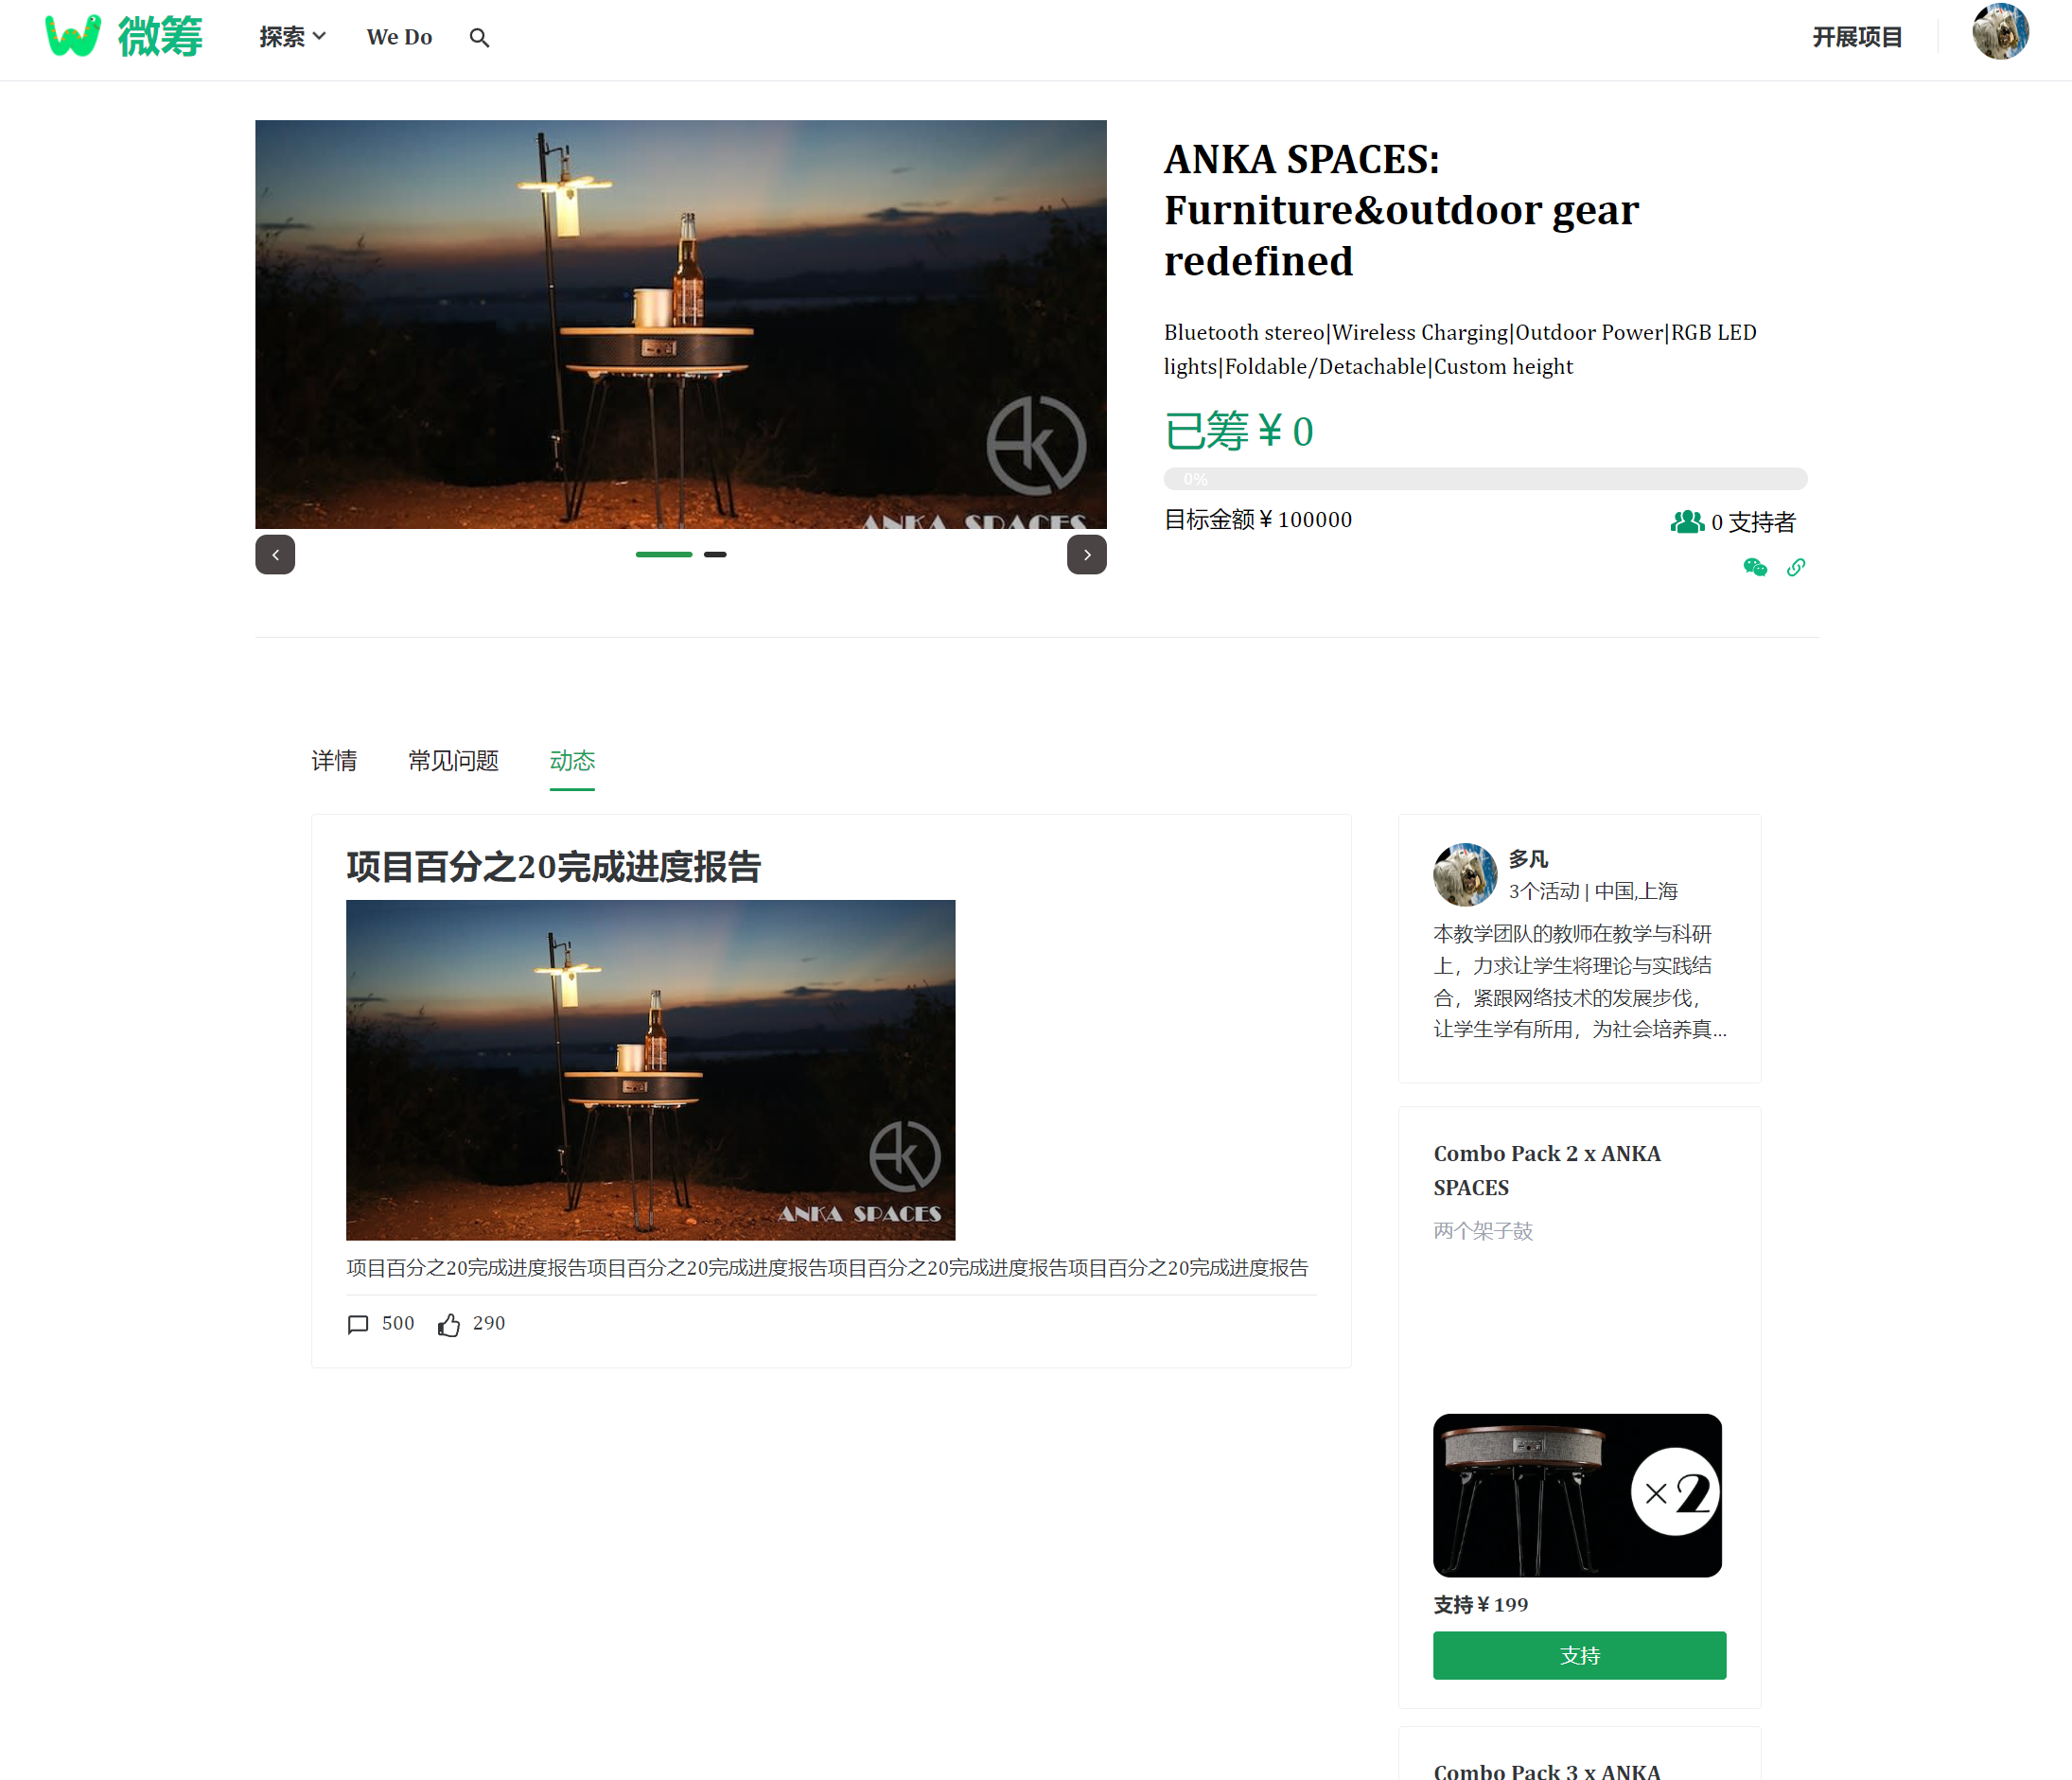 微筹
探索
We Do
开展项目
ANKA SPACES:
Furniture&outdoor gear
redefined
Bluetooth stereo|Wireless Charging|Outdoor Power|RGB LED
lights|Foldable/Detachable|Custom height
已筹￥0
0%
目标金额￥100000
0 支持者
ANKA SPACES
详情
常见问题
动态
项目百分之20完成进度报告
ANKA SPACES
项目百分之20完成进度报告项目百分之20完成进度报告项目百分之20完成进度报告项目百分之20完成进度报告
500
290
多凡
3个活动 | 中国,上海
本教学团队的教师在教学与科研
上，力求让学生将理论与实践结
合，紧跟网络技术的发展步伐，
让学生学有所用，为社会培养真...
Combo Pack 2 x ANKA
SPACES
两个架子鼓
×2
支持￥199
支持
Combo Pack 3 x ANKA